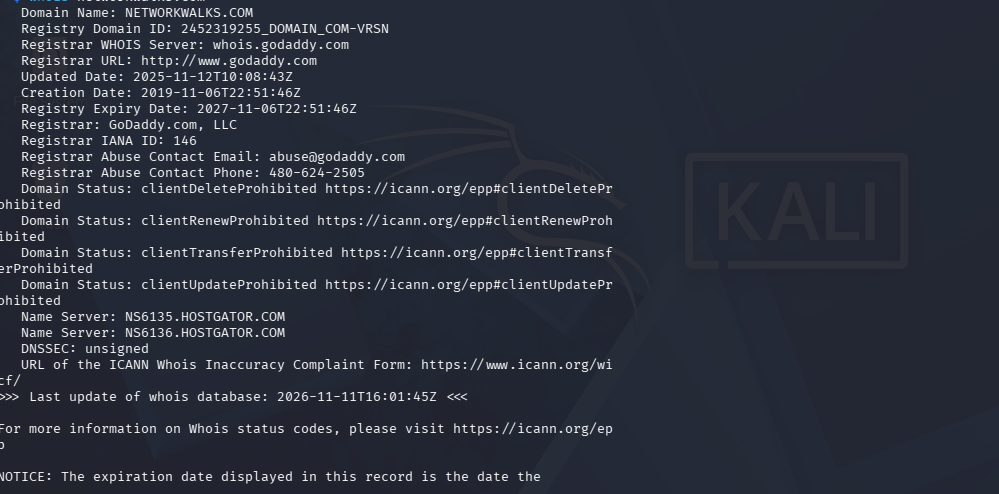 Domain Name: NETWORKWALKS.COM
Registry Domain ID: 2452319255_DOMAIN_COM-VRSN
Registrar WHOIS Server: whois.godaddy.com
Registrar URL: http://www.godaddy.com
Updated Date: 2025-11-12T10:08:43Z
Creation Date: 2019-11-06T22:51:46Z
Registry Expiry Date: 2027-11-06T22:51:46Z
Registrar: GoDaddy.com, LLC
Registrar IANA ID: 146
Registrar Abuse Contact Email: abuse@godaddy.com
Registrar Abuse Contact Phone: 480-624-2505
Domain Status: clientDeleteProhibited https://icann.org/epp#clientDeletePr
ohibited
Domain Status: clientRenewProhibited https://icann.org/epp#clientRenewProh
ibited
Domain Status: clientTransferProhibited https://icann.org/epp#clientTransf
erProhibited
Domain Status: clientUpdateProhibited https://icann.org/epp#clientUpdatePr
ohibited
Name Server: NS6135.HOSTGATOR.COM
Name Server: NS6136.HOSTGATOR.COM
DNSSEC: unsigned
URL of the ICANN Whois Inaccuracy Complaint Form: https://www.icann.org/wi
cf/
>>> Last update of whois database: 2026-11-11T16:01:45Z <<<
For more information on Whois status codes, please visit https://icann.org/ep
p
NOTICE: The expiration date displayed in this record is the date the
KALI